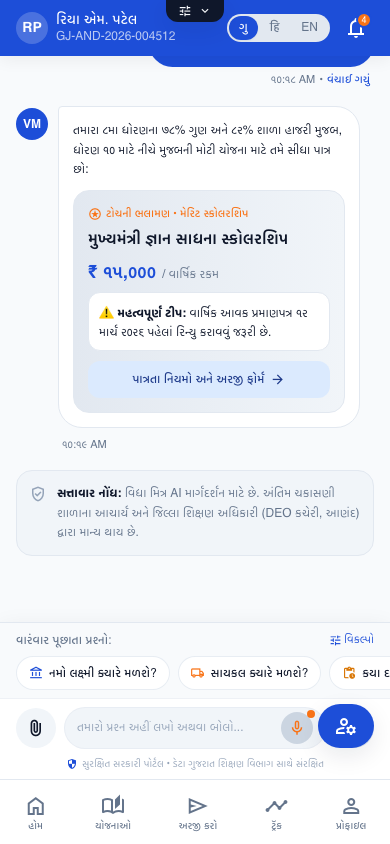 RP
રિયા એમ. પટેલ
GJ-AND-2026-004512
ગુ હિ EN
4
૧૦:૧૮ AM • વંચાઈ ગયું
VM
તમારા ૮મા ધોરણના ૭૮% ગુણ અને ૮૨% શાળા હાજરી મુજબ,
ધોરણ ૧૦ માટે નીચે મુજબની મોટી યોજના માટે તમે સીધા પાત્ર
છો:
ટોચની ભલામણ • મેરિટ સ્કોલરશિપ
મુખ્યમંત્રી જ્ઞાન સાધના સ્કોલરશિપ
₹ ૧૫,૦૦૦ / વાર્ષિક રકમ
⚠️ મહત્વપૂર્ણ ટીપ: વાર્ષિક આવક પ્રમાણપત્ર ૧૨
માર્ચ ૨૦૨૬ પહેલાં રિન્યુ કરાવવું જરૂરી છે.
પાત્રતા નિયમો અને અરજી ફોર્મ →
૧૦:૧૯ AM
સત્તાવાર નોંધ: વિદ્યા મિત્ર AI માર્ગદર્શન માટે છે. અંતિમ ચકાસણી
શાળાના આચાર્ય અને જિલ્લા શિક્ષણ અધિકારી (DEO કચેરી, આણંદ)
દ્વારા માન્ય થાય છે.
વારંવાર પૂછાતા પ્રશ્નો:
વિકલ્પો
નમો લક્ષ્મી ક્યારે મળશે?
સાયકલ ક્યારે મળશે?
કયા દ
તમારો પ્રશ્ન અહીં લખો અથવા બોલો...
સુરક્ષિત સરકારી પોર્ટલ • ડેટા ગુજરાત શિક્ષણ વિભાગ સાથે સંરક્ષિત
હોમ
યોજનાઓ
અરજી કરો
ટ્રૅક
પ્રોફાઇલ